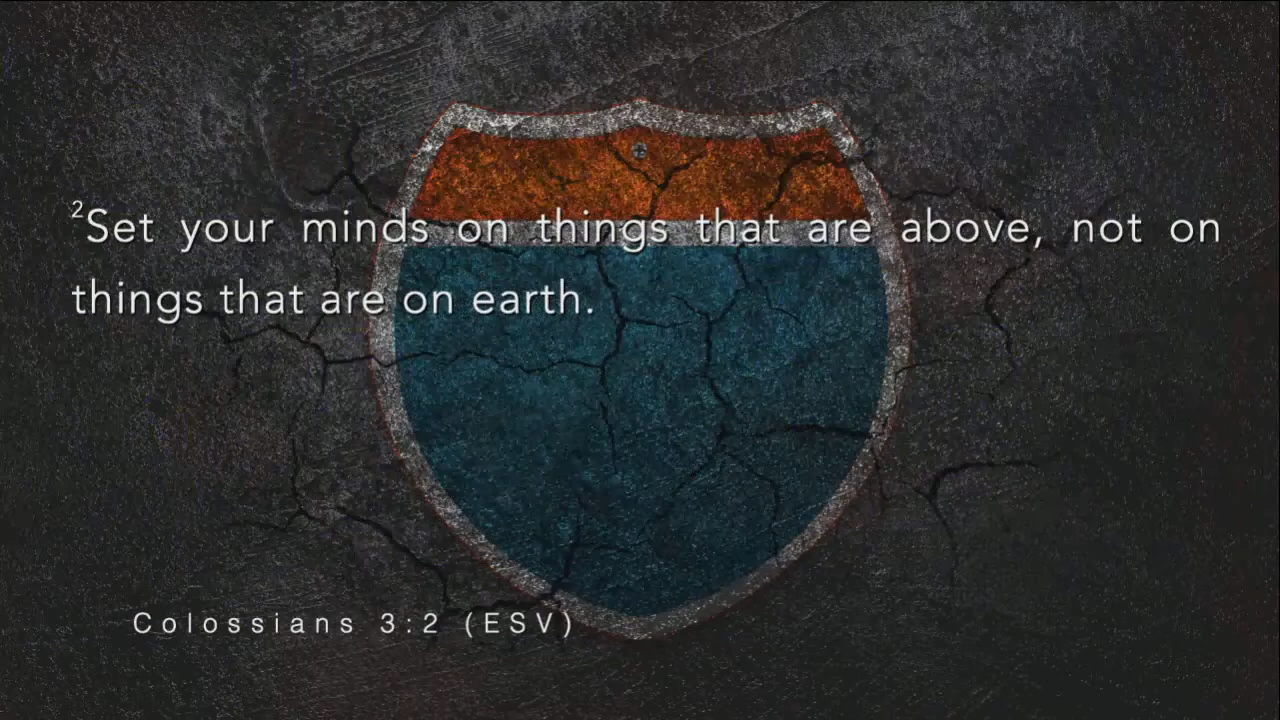 ²Set your minds on things that are above, not on
things that are on earth.
Colossians 3:2 (ESV)